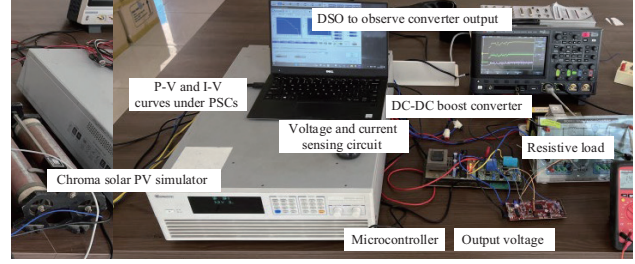 DSO to observe converter output
P-V and I-V
curves under PSCs
DC-DC boost converter
Voltage and current
sensing circuit
Resistive load
Chroma solar PV simulator
Microcontroller
Output voltage
DELL